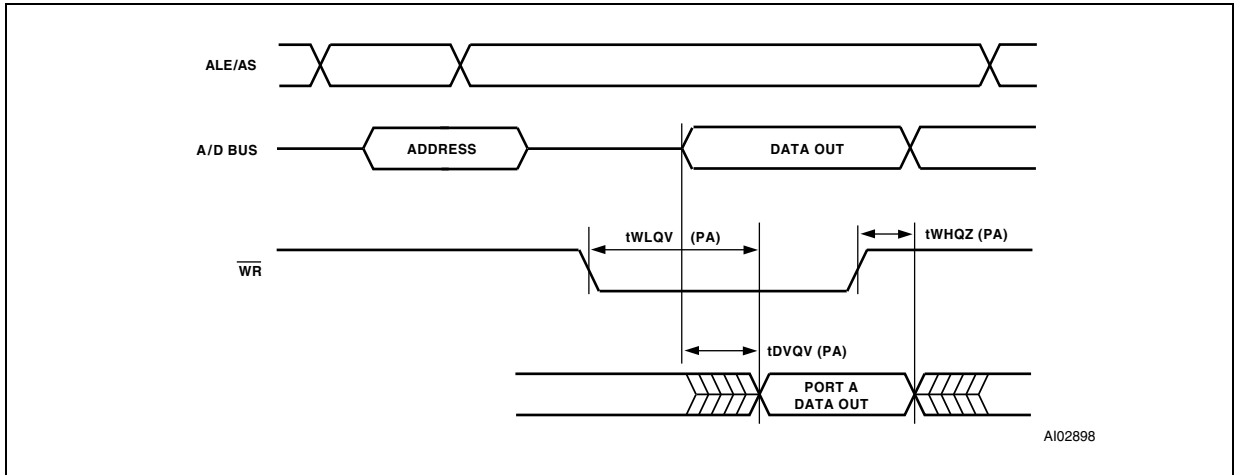 ALE/AS
A/D BUS
ADDRESS
DATA OUT
tWLQV (PA)
tWHQZ (PA)
WR
tDVQV (PA)
PORT A
DATA OUT
AI02898